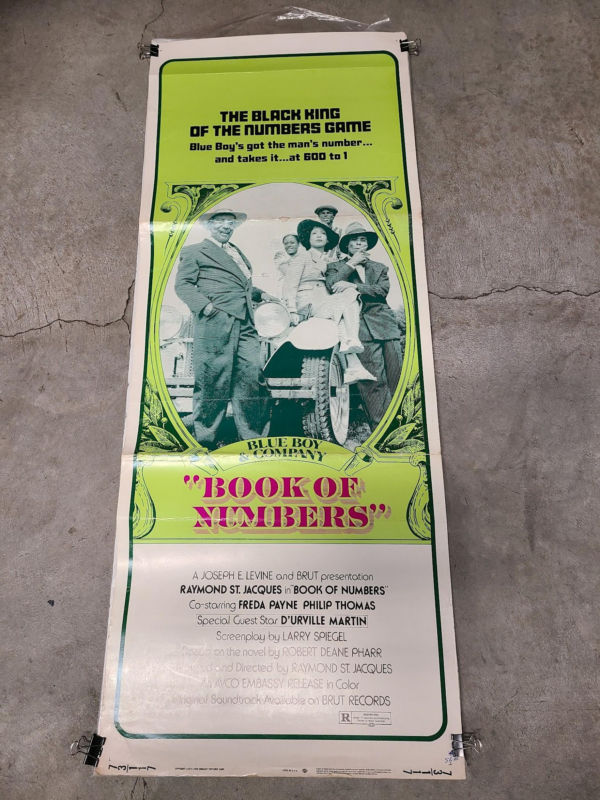 THE BLACK KING
OF THE NUMBERS GAME
Blue Boy's got the man's number...
and takes it...at 600 to 1
BLUE BOY
& COMPANY
"BOOK OF
NUMBERS"
A JOSEPH E. LEVINE and BRUT presentation
RAYMOND ST. JACQUES in "BOOK OF NUMBERS"
Co-starring FREDA PAYNE PHILIP THOMAS
Special Guest Star D'URVILLE MARTIN
Screenplay by LARRY SPIEGEL
on the novel by ROBERT DEANE PHARR
and Directed by RAYMOND ST. JACQUES
AN AVCO EMBASSY RELEASE in Color
Original Soundtrack Available on BRUT RECORDS
R
73/17
73/17